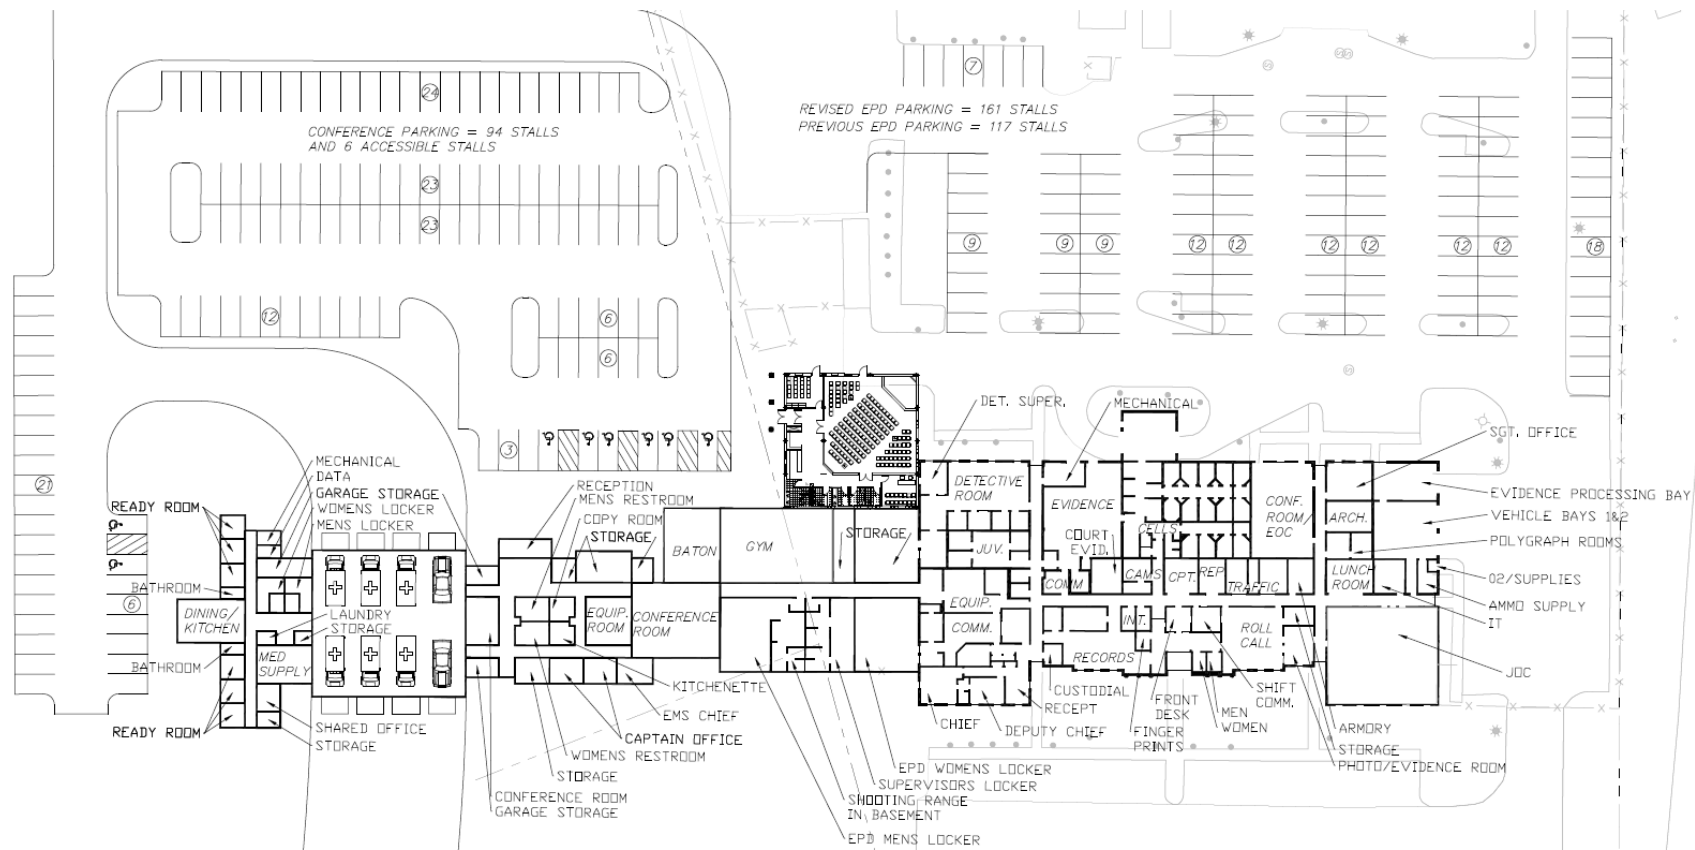 24
7
CONFERENCE PARKING = 94 STALLS
AND 6 ACCESSIBLE STALLS
REVISED EPD PARKING = 161 STALLS
PREVIOUS EPD PARKING = 117 STALLS
23
23
9
9
9
12
12
12
12
12
12
18
12
6
6
3
21
6
MECHANICAL
DATA
GARAGE STORAGE
WOMENS LOCKER
MENS LOCKER
READY ROOM
BATHROOM
DINING/
KITCHEN
LAUNDRY
STORAGE
BATHROOM
MED
SUPPLY
READY ROOM
SHARED OFFICE
STORAGE
RECEPTION
MENS RESTROOM
COPY ROOM
STORAGE
EQUIP.
ROOM
CONFERENCE
ROOM
KITCHENETTE
EMS CHIEF
CAPTAIN OFFICE
WOMENS RESTROOM
STORAGE
CONFERENCE ROOM
GARAGE STORAGE
BATON
GYM
STORAGE
EPD WOMENS LOCKER
SUPERVISORS LOCKER
SHOOTING RANGE
IN BASEMENT
EPD MENS LOCKER
DET. SUPER.
DETECTIVE
ROOM
JUV.
EQUIP.
COMM.
CHIEF
DEPUTY CHIEF
RECEPT
CUSTODIAL
MECHANICAL
EVIDENCE
COURT
EVID.
CELLS
COMM
CAMS
CPT.
REP
TRAFFIC
INT.
RECORDS
ROLL
CALL
FINGER
PRINTS
FRONT
DESK
MEN
WOMEN
SHIFT
COMM.
CONF.
ROOM/
EOC
ARCH.
LUNCH
ROOM
SGT. OFFICE
EVIDENCE PROCESSING BAY
VEHICLE BAYS 1&2
POLYGRAPH ROOMS
02/SUPPLIES
AMMO SUPPLY
IT
JOC
ARMORY
STORAGE
PHOTO/EVIDENCE ROOM